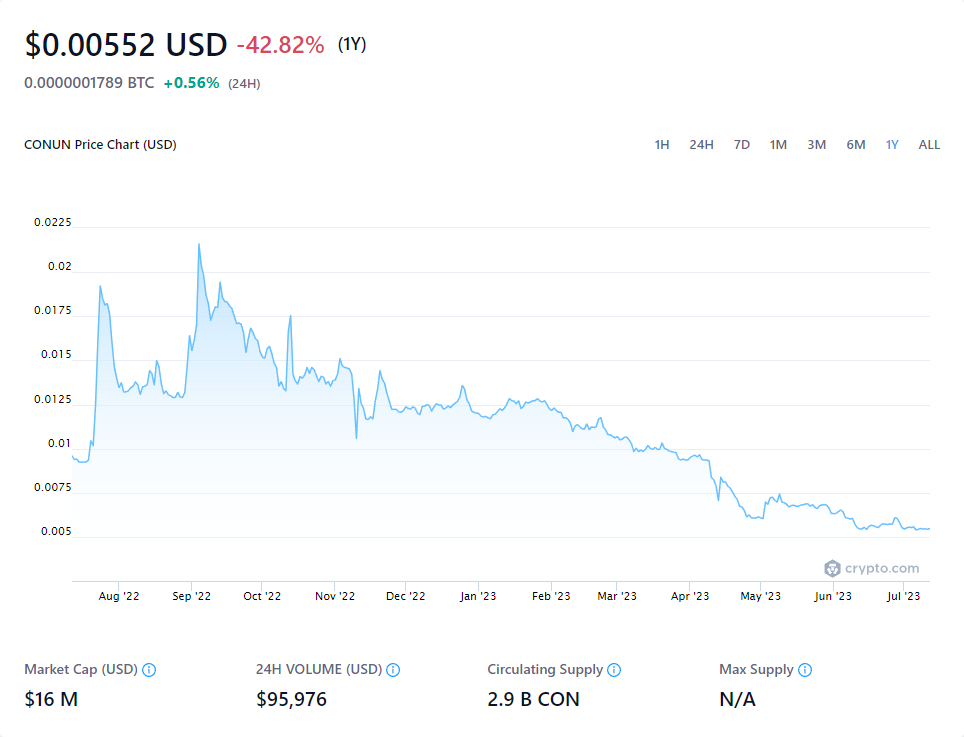 $0.00552 USD -42.82% (1Y)
0.0000001789 BTC +0.56% (24H)
CONUN Price Chart (USD) 1H 24H 7D 1M 3M 6M 1Y ALL
0.0225
0.02
0.0175
0.015
0.0125
0.01
0.0075
0.005
crypto.com
Aug '22 Sep '22 Oct '22 Nov '22 Dec '22 Jan '23 Feb '23 Mar '23 Apr '23 May '23 Jun '23 Jul '23
Market Cap (USD) 24H VOLUME (USD) Circulating Supply Max Supply
$16 M $95,976 2.9 B CON N/A